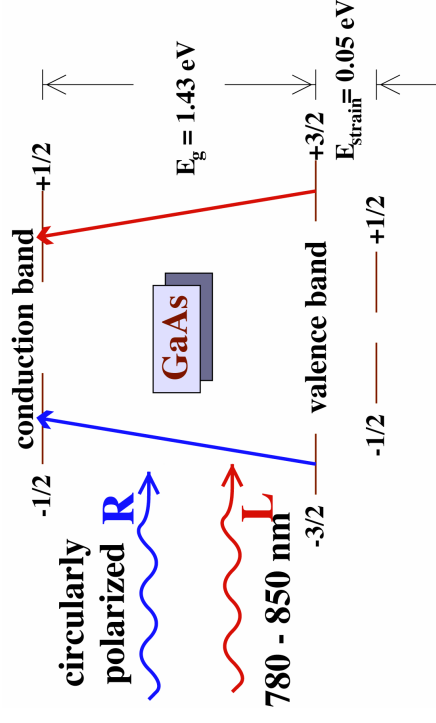 circularly
polarized
R
L
780 - 850 nm
-1/2
conduction band
+1/2
GaAs
E_g = 1.43 eV
-3/2
valence band
+3/2
E_strain = 0.05 eV
-1/2
+1/2